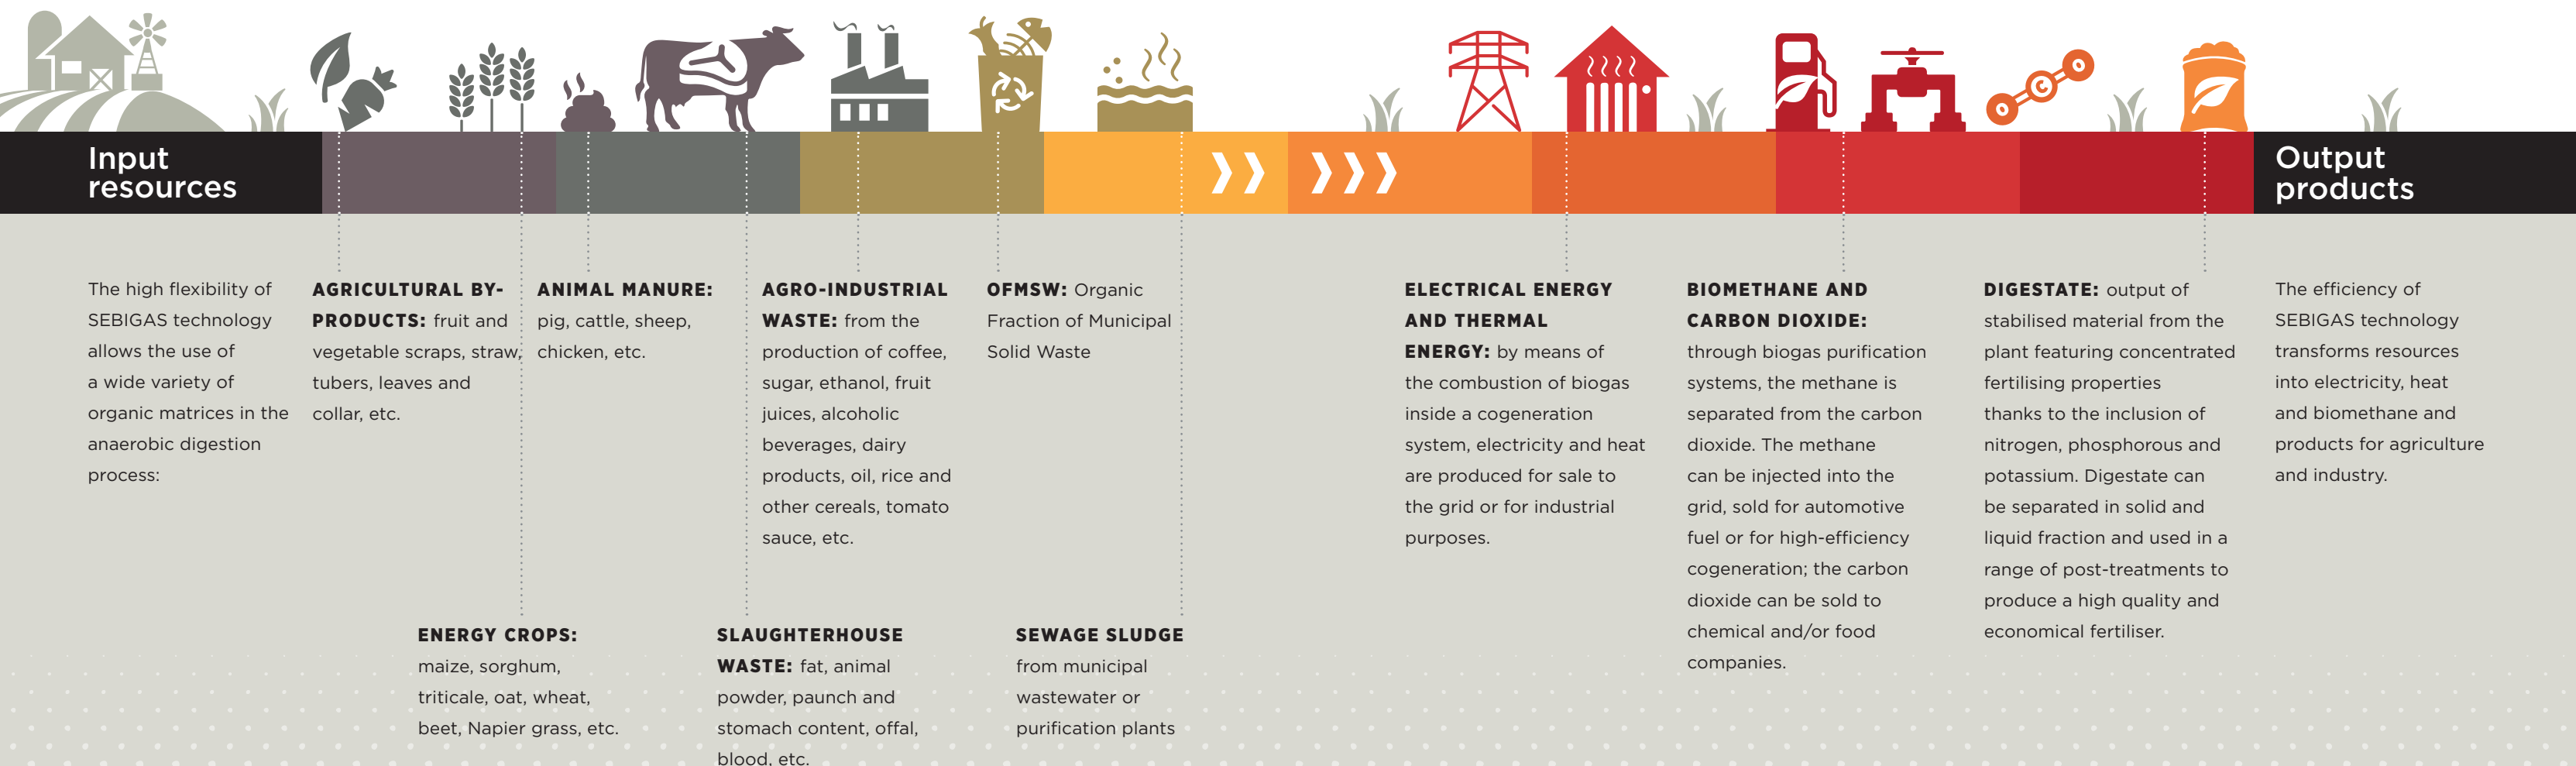 Input
resources
Output
products
The high flexibility of
SEBIGAS technology
allows the use of
a wide variety of
organic matrices in the
anaerobic digestion
process:
AGRICULTURAL BY-
PRODUCTS: fruit and
vegetable scraps, straw,
tubers, leaves and
collar, etc.
ENERGY CROPS:
maize, sorghum,
triticale, oat, wheat,
beet, Napier grass, etc.
ANIMAL MANURE:
pig, cattle, sheep,
chicken, etc.
SLAUGHTERHOUSE
WASTE: fat, animal
powder, paunch and
stomach content, offal,
blood, etc.
AGRO-INDUSTRIAL
WASTE: from the
production of coffee,
sugar, ethanol, fruit
juices, alcoholic
beverages, dairy
products, oil, rice and
other cereals, tomato
sauce, etc.
OFMSW: Organic
Fraction of Municipal
Solid Waste
SEWAGE SLUDGE
from municipal
wastewater or
purification plants
ELECTRICAL ENERGY
AND THERMAL
ENERGY: by means of
the combustion of biogas
inside a cogeneration
system, electricity and heat
are produced for sale to
the grid or for industrial
purposes.
O C O
BIOMETHANE AND
CARBON DIOXIDE:
through biogas purification
systems, the methane is
separated from the carbon
dioxide. The methane
can be injected into the
grid, sold for automotive
fuel or for high-efficiency
cogeneration; the carbon
dioxide can be sold to
chemical and/or food
companies.
DIGESTATE: output of
stabilised material from the
plant featuring concentrated
fertilising properties
thanks to the inclusion of
nitrogen, phosphorous and
potassium. Digestate can
be separated in solid and
liquid fraction and used in a
range of post-treatments to
produce a high quality and
economical fertiliser.
The efficiency of
SEBIGAS technology
transforms resources
into electricity, heat
and biomethane and
products for agriculture
and industry.